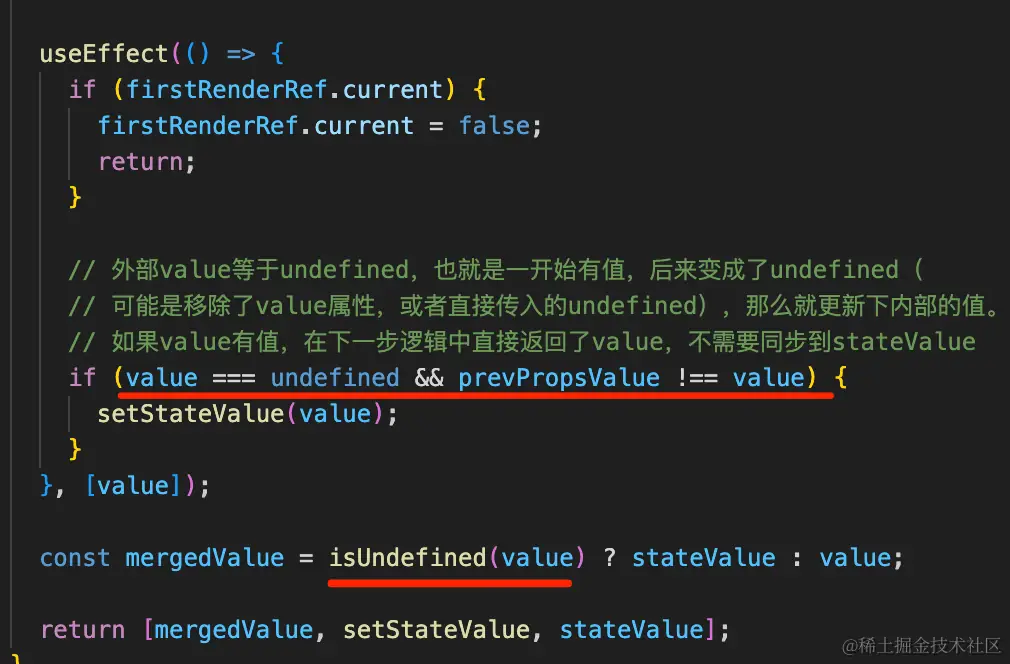 useEffect(() => {
if (firstRenderRef.current) {
firstRenderRef.current = false;
return;
}
// 外部value等于undefined，也就是一开始有值，后来变成了undefined（
// 可能是移除了value属性，或者直接传入的undefined），那么就更新下内部的值。
// 如果value有值，在下一步逻辑中直接返回了value，不需要同步到stateValue
if (value === undefined && prevPropsValue !== value) {
setStateValue(value);
}
}, [value]);
const mergedValue = isUndefined(value) ? stateValue : value;
return [mergedValue, setStateValue, stateValue];
}
@稀土掘金技术社区